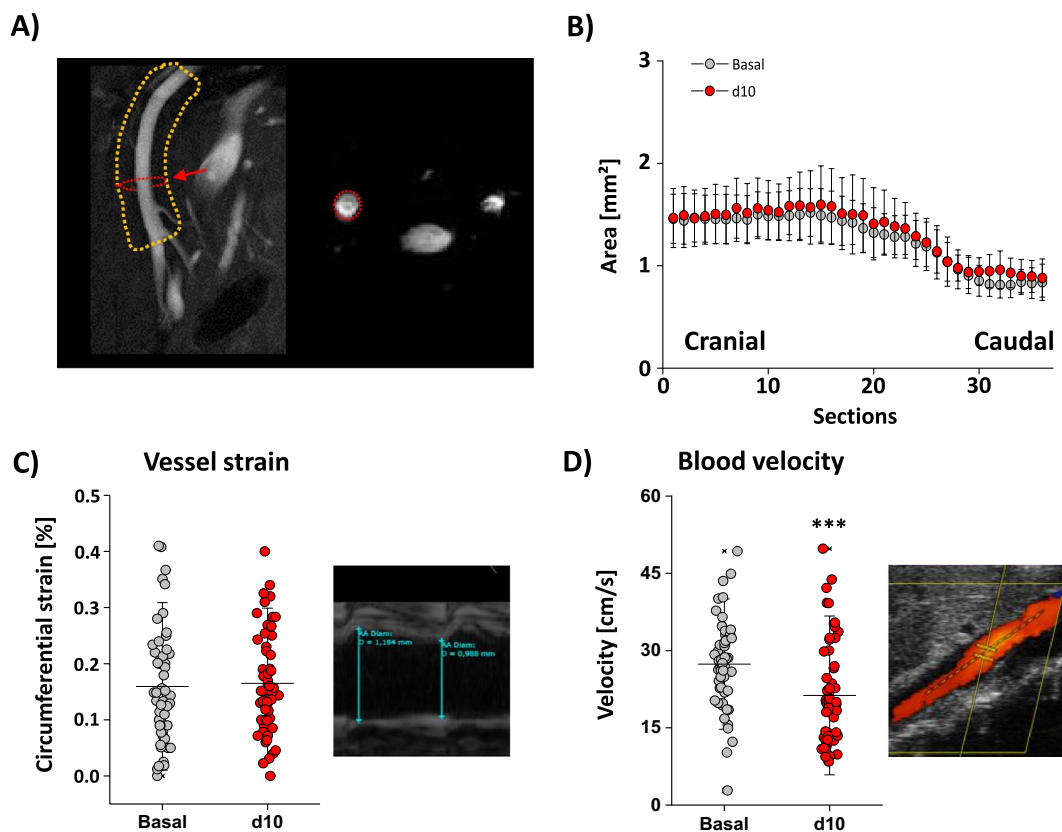 A)
B)
Basal
d10
Area [mm²]
3
2
1
0
Cranial
Caudal
0
10
20
30
Sections
C)
Vessel strain
Circumferential strain [%]
0.5
0.4
0.3
0.2
0.1
0.0
Basal
d10
AA Diam:
D = 1,184 mm
AA Diam:
D = 0,988 mm
D)
Blood velocity
Velocity [cm/s]
60
45
30
15
0
***
Basal
d10